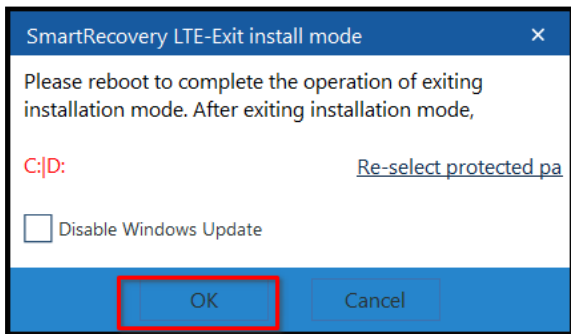 SmartRecovery LTE-Exit install mode
Please reboot to complete the operation of exiting
installation mode. After exiting installation mode,
C:|D:
Re-select protected pa
Disable Windows Update
OK
Cancel